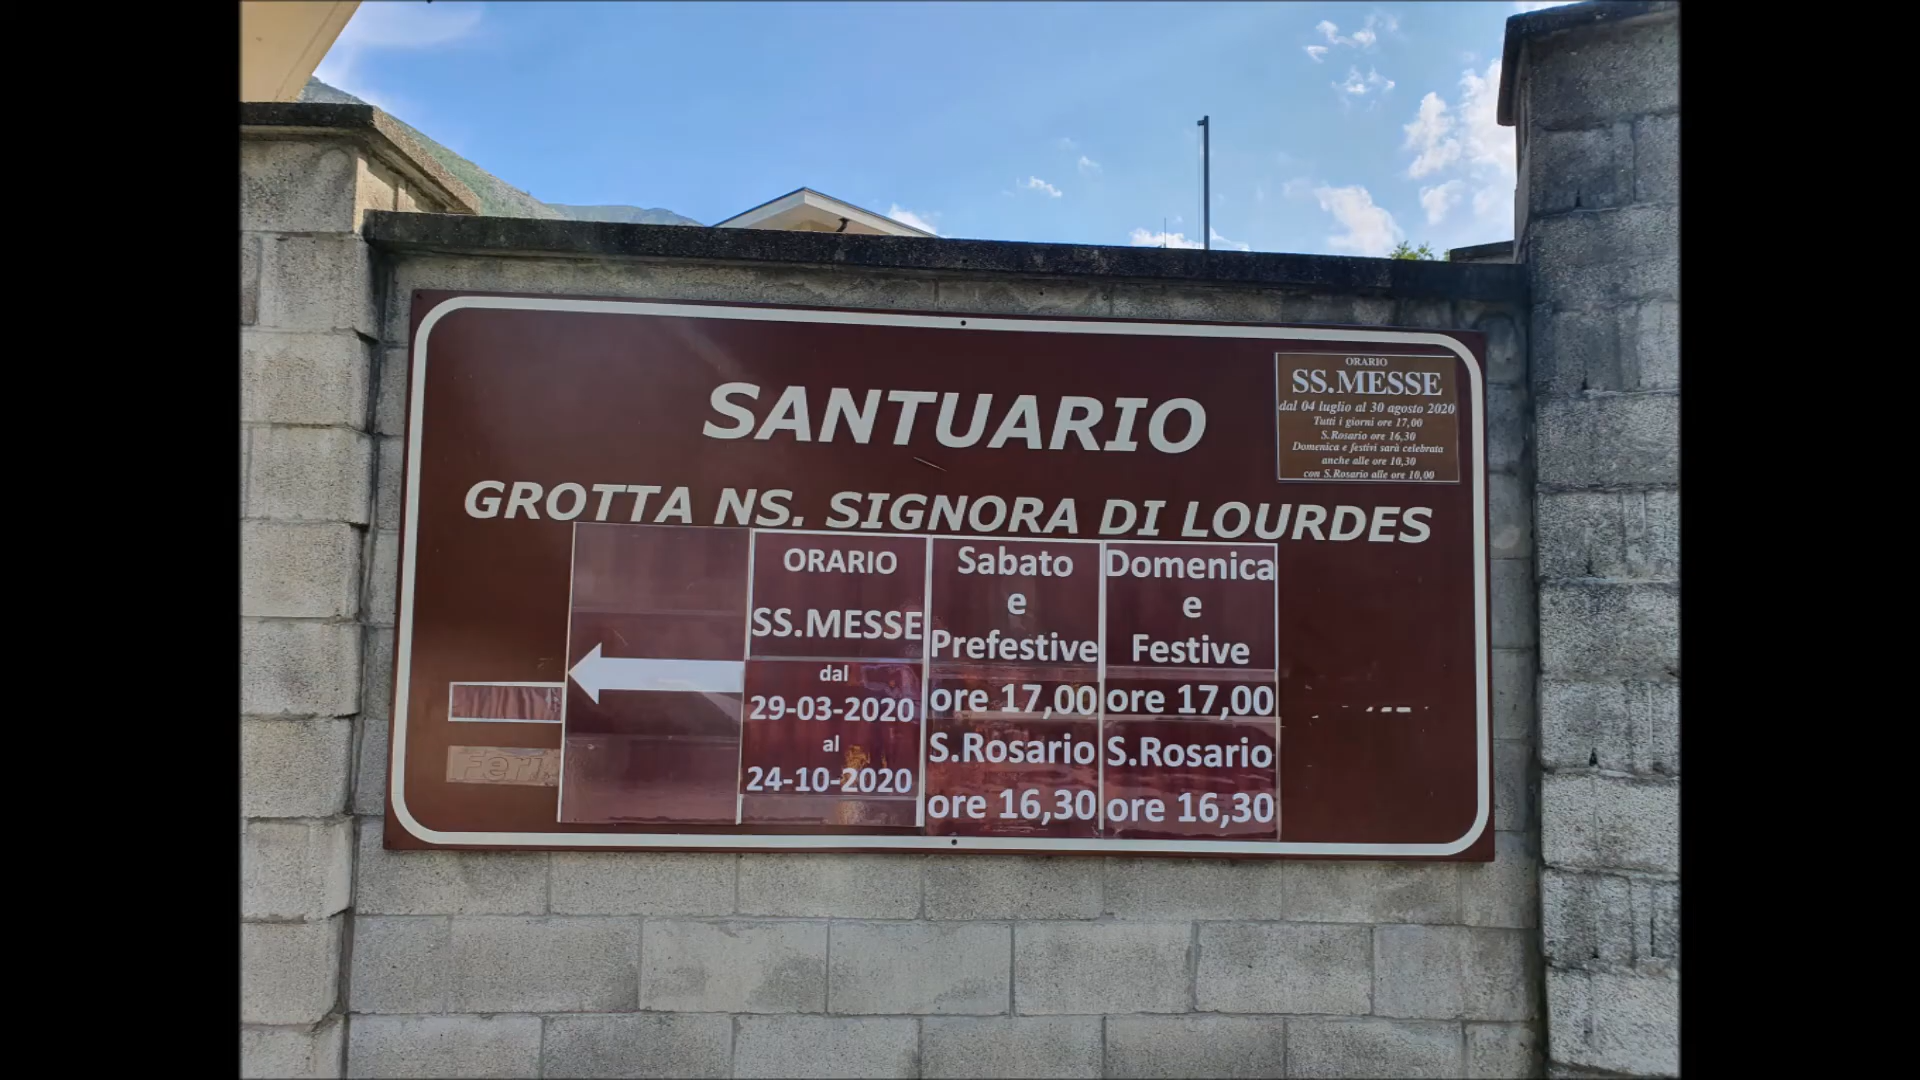 SANTUARIO
GROTTA NS. SIGNORA DI LOURDES
ORARIO
SS.MESSE
dal 04 luglio al 30 agosto 2020
Tutti i giorni ore 17,00
S.Rosario ore 16,30
Domenica e festivi sarà celebrata
anche alle ore 10,30
con S.Rosario alle ore 10,00
ORARIO
SS.MESSE
dal
29-03-2020
al
24-10-2020
Sabato
e
Prefestive
ore 17,00
S.Rosario
ore 16,30
Domenica
e
Festive
ore 17,00
S.Rosario
ore 16,30